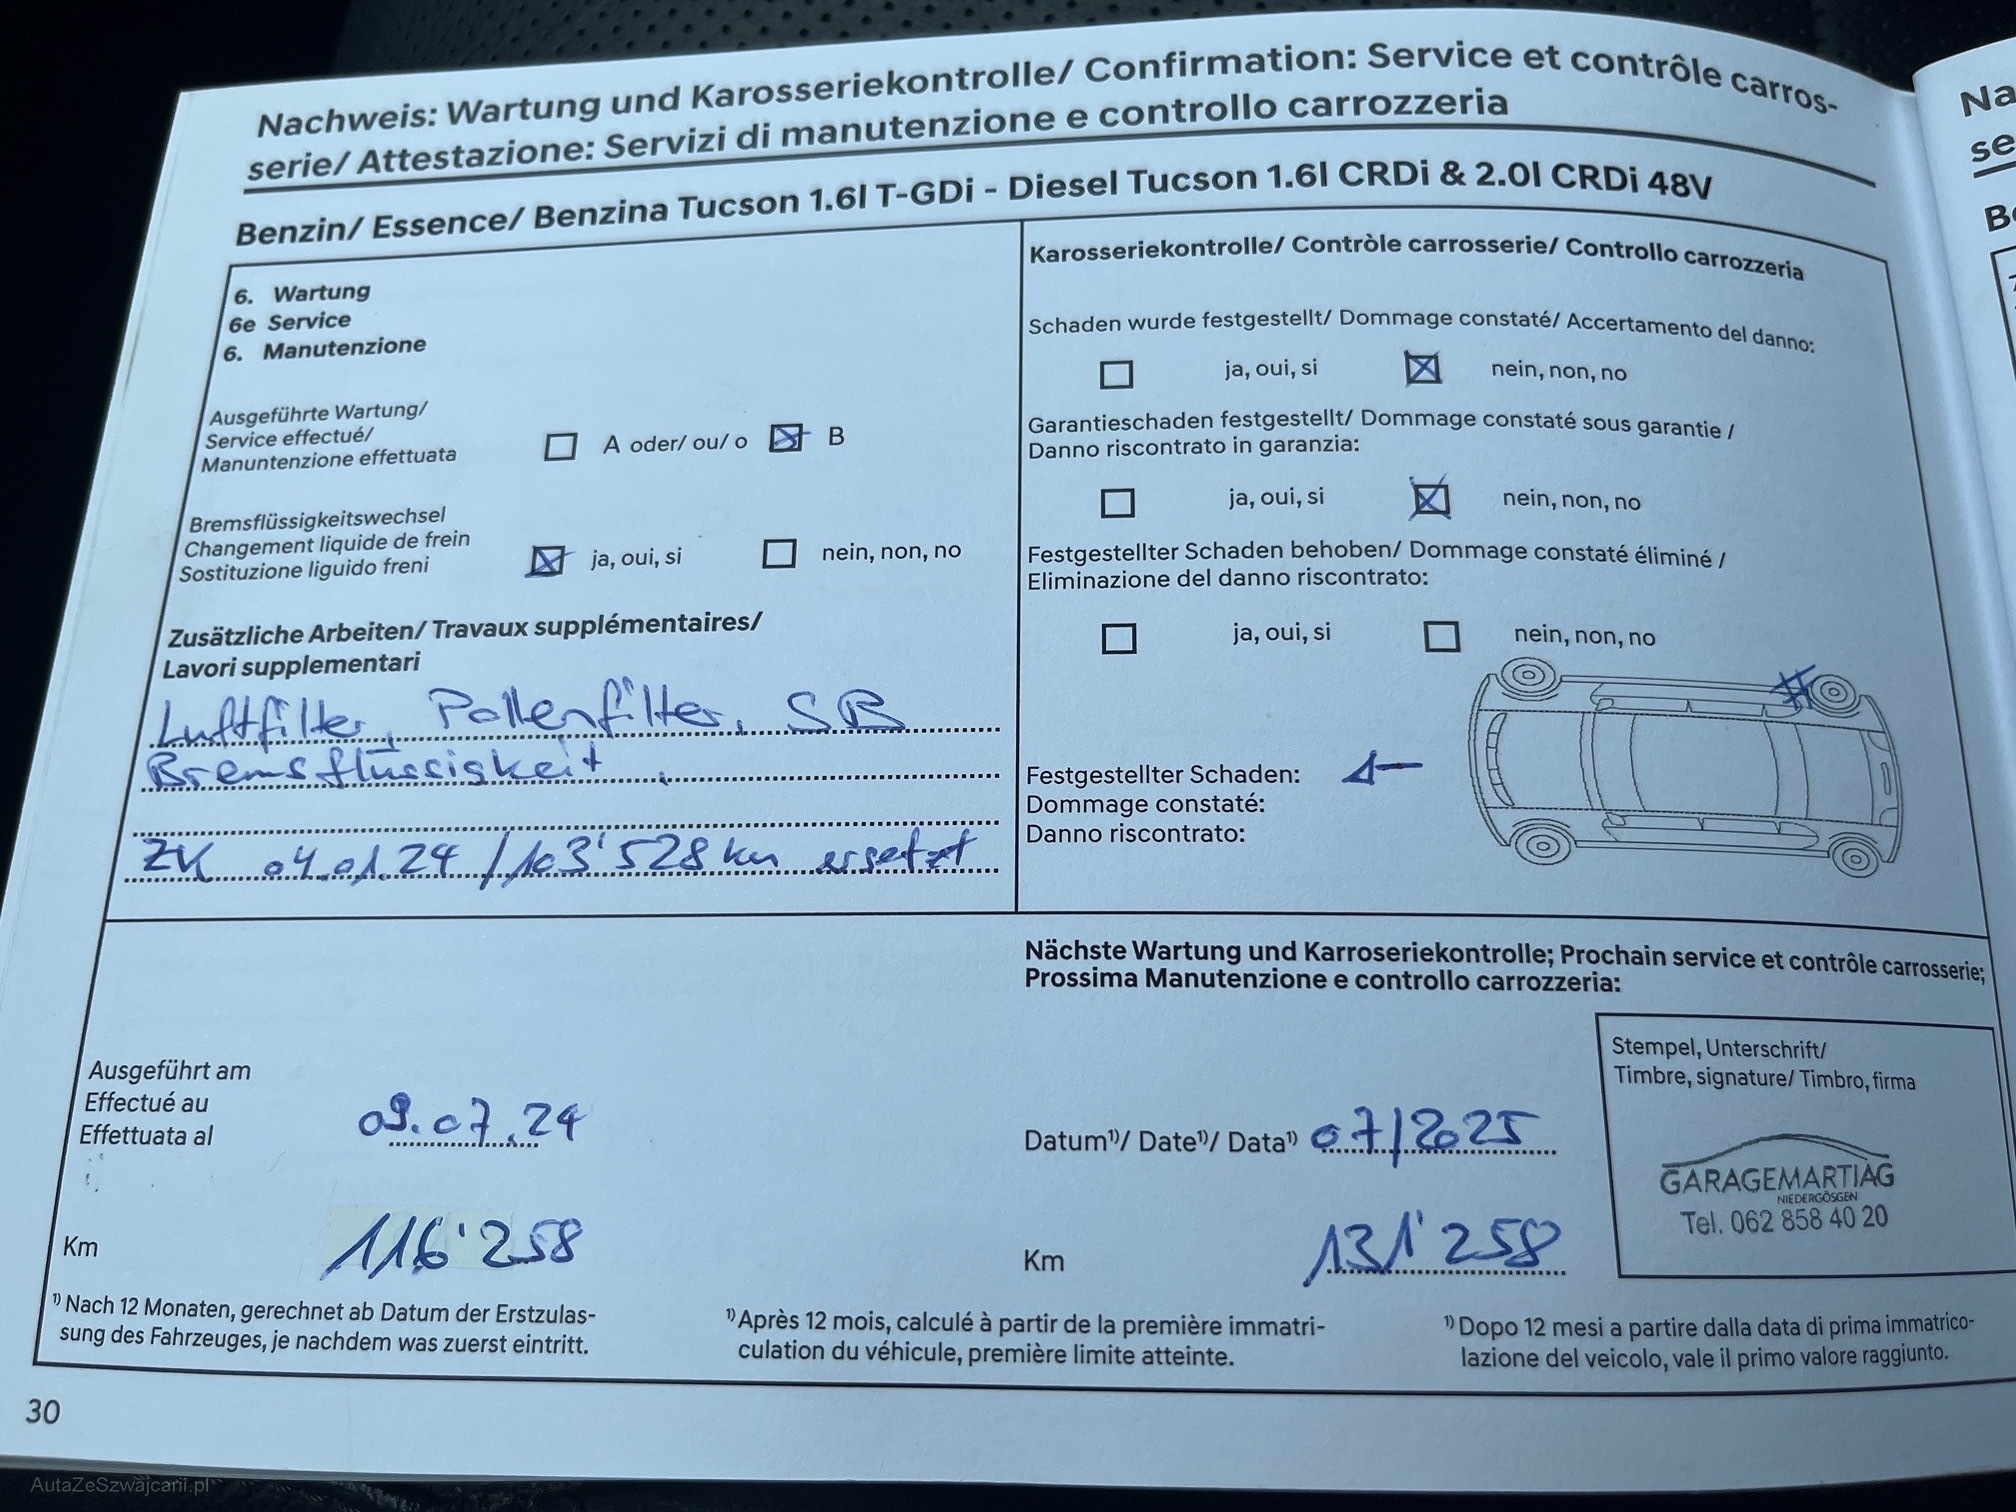 Nachweis: Wartung und Karosseriekontrolle/ Confirmation: Service et contrôle carros-
serie/ Attestazione: Servizi di manutenzione e controllo carrozzeria
Benzin/ Essence/ Benzina Tucson 1.6l T-GDi - Diesel Tucson 1.6l CRDi & 2.0l CRDi 48V
6. Wartung
6e Service
6. Manutenzione
Ausgeführte Wartung/
Service effectué/
Manuntenzione effettuata
A oder/ ou/ o B
Bremsflüssigkeitswechsel
Changement liquide de frein
Sostituzione liguido freni
ja, oui, si nein, non, no
Zusätzliche Arbeiten/ Travaux supplémentaires/
Lavori supplementari
Luftfilter, Pollenfilter, SB
Bremsflüssigkeit
ZK 04.01.24 / 103'528 km ersetzt
Karosseriekontrolle/ Contrôle carrosserie/ Controllo carrozzeria
Schaden wurde festgestellt/ Dommage constaté/ Accertamento del danno:
ja, oui, si nein, non, no
Garantieschaden festgestellt/ Dommage constaté sous garantie /
Danno riscontrato in garanzia:
ja, oui, si nein, non, no
Festgestellter Schaden behoben/ Dommage constaté éliminé /
Eliminazione del danno riscontrato:
ja, oui, si nein, non, no
Festgestellter Schaden:
Dommage constaté:
Danno riscontrato:
Nächste Wartung und Karroseriekontrolle; Prochain service et contrôle carrosserie;
Prossima Manutenzione e controllo carrozzeria:
Ausgeführt am
Effectué au
Effettuata al
09.07.24
Km 116'258
Datum¹⁾/ Date¹⁾/ Data¹⁾ 07/2025
Km 131'258
Stempel, Unterschrift/
Timbre, signature/ Timbro, firma
GARAGEMARTIAG
NIEDERGÖSGEN
Tel. 062 858 40 20
¹⁾ Nach 12 Monaten, gerechnet ab Datum der Erstzulas-
sung des Fahrzeuges, je nachdem was zuerst eintritt.
¹⁾ Après 12 mois, calculé à partir de la première immatri-
culation du véhicule, première limite atteinte.
¹⁾ Dopo 12 mesi a partire dalla data di prima immatrico-
lazione del veicolo, vale il primo valore raggiunto.
30
Na
se
Be
AutaZeSzwajcarii.pl